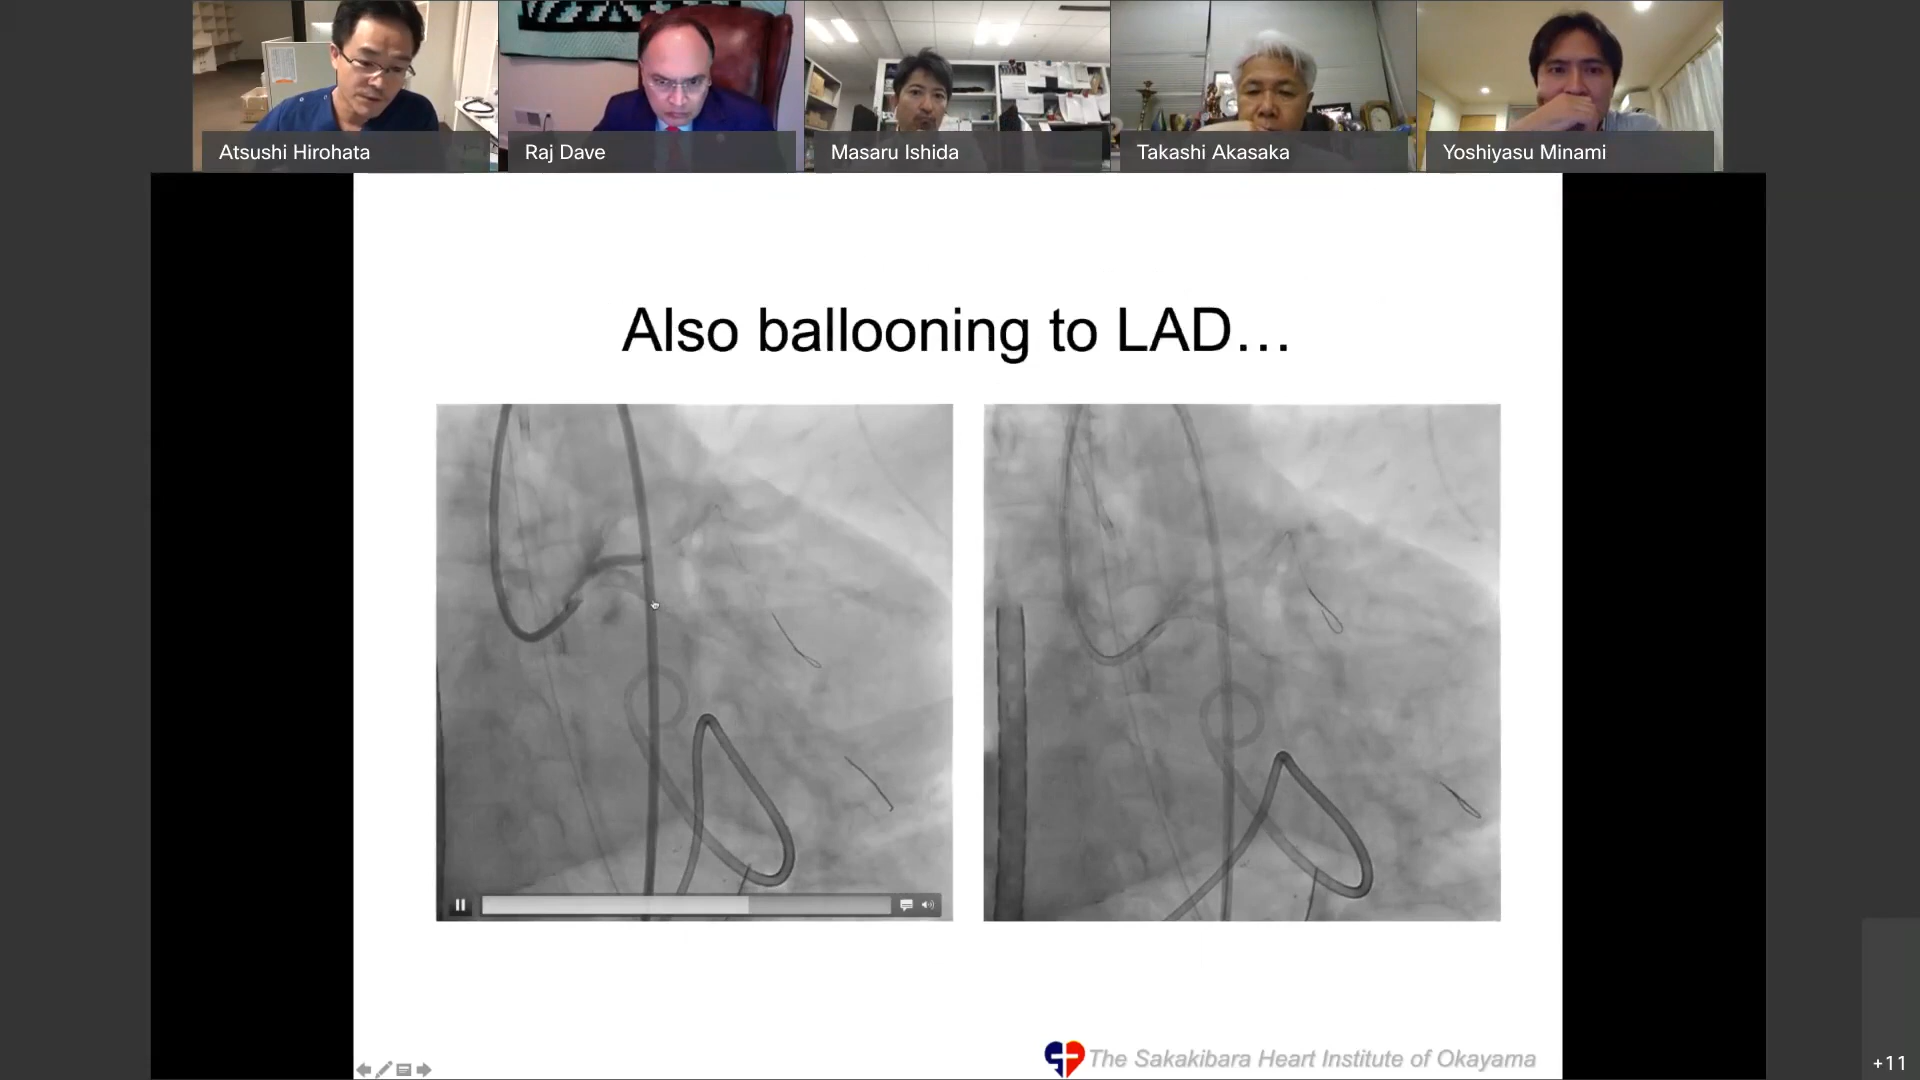 Atsushi Hirohata
Raj Dave
Masaru Ishida
Takashi Akasaka
Yoshiyasu Minami
Also ballooning to LAD…
The Sakakibara Heart Institute of Okayama
+11